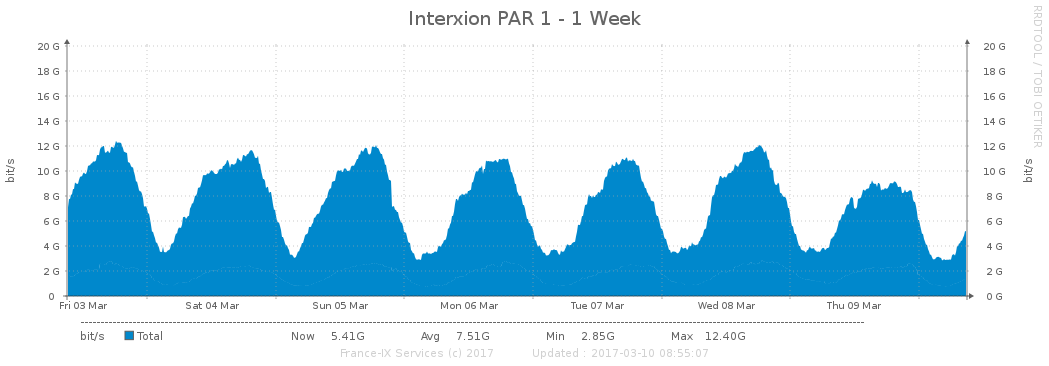 Interxion PAR 1 - 1 Week
RRDTOOL / TOBI OETIKER
bit/s
20 G 20 G
18 G 18 G
16 G 16 G
14 G 14 G
12 G 12 G
10 G 10 G
8 G 8 G
6 G 6 G
4 G 4 G
2 G 2 G
0 0 G
bit/s
Fri 03 Mar Sat 04 Mar Sun 05 Mar Mon 06 Mar Tue 07 Mar Wed 08 Mar Thu 09 Mar
bit/s Total Now 5.41G Avg 7.51G Min 2.85G Max 12.40G
France-IX Services (c) 2017 Updated : 2017-03-10 08:55:07